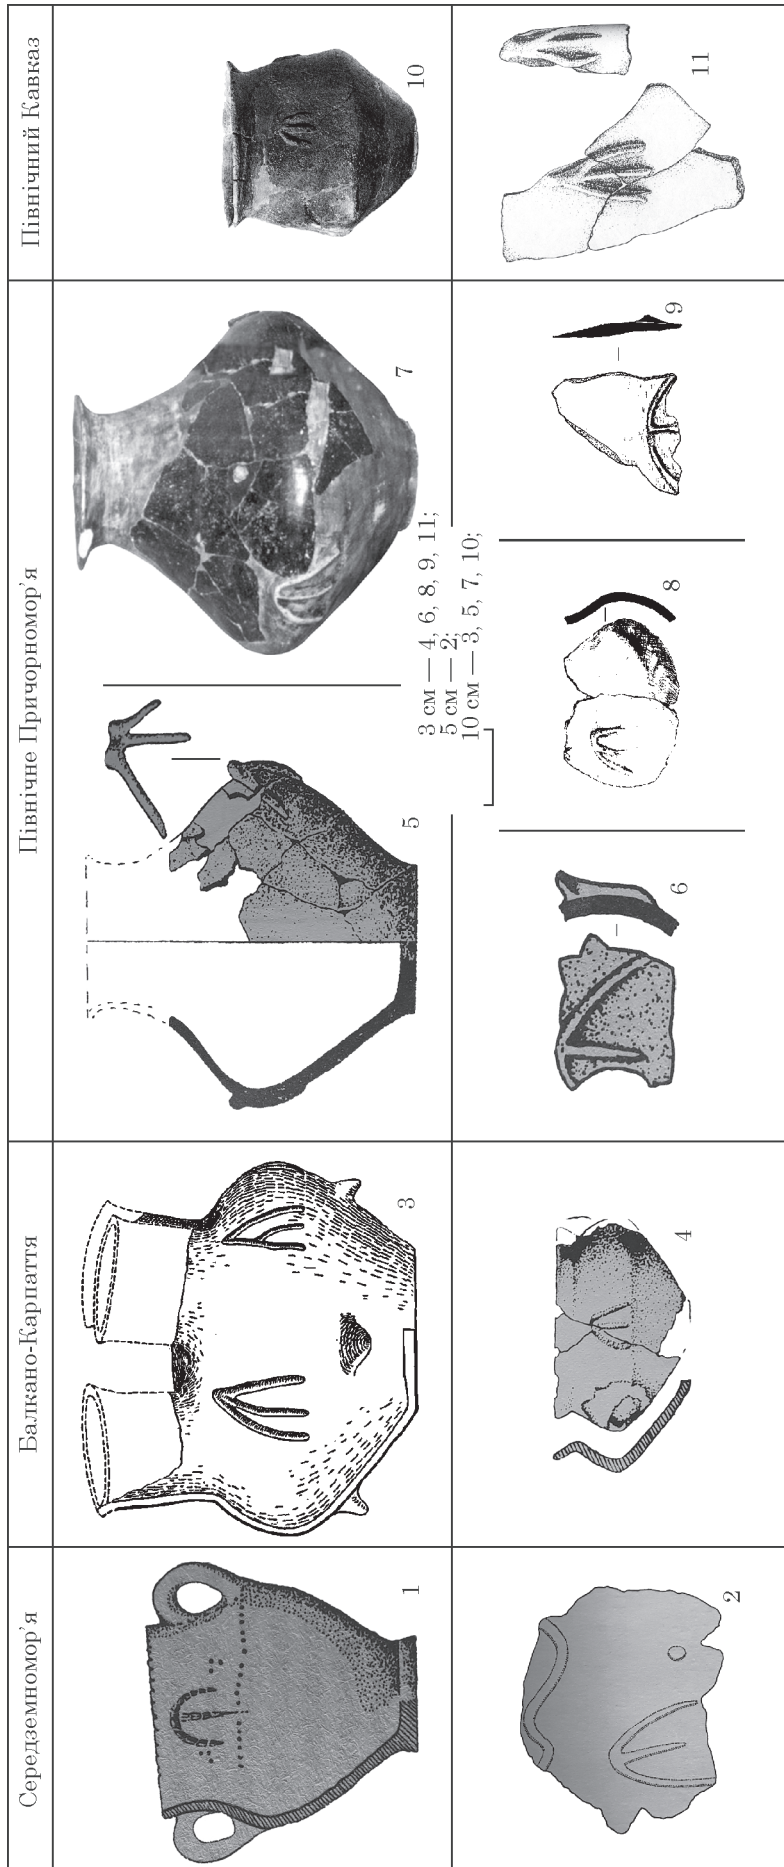 Середземномор'я
Балкано-Карпаття
Північне Причорномор'я
Північний Кавказ
1
3
5
7
10
3 см — 4, 6, 8, 9, 11;
5 см — 2;
10 см — 3, 5, 7, 10;
2
4
6
8
9
11